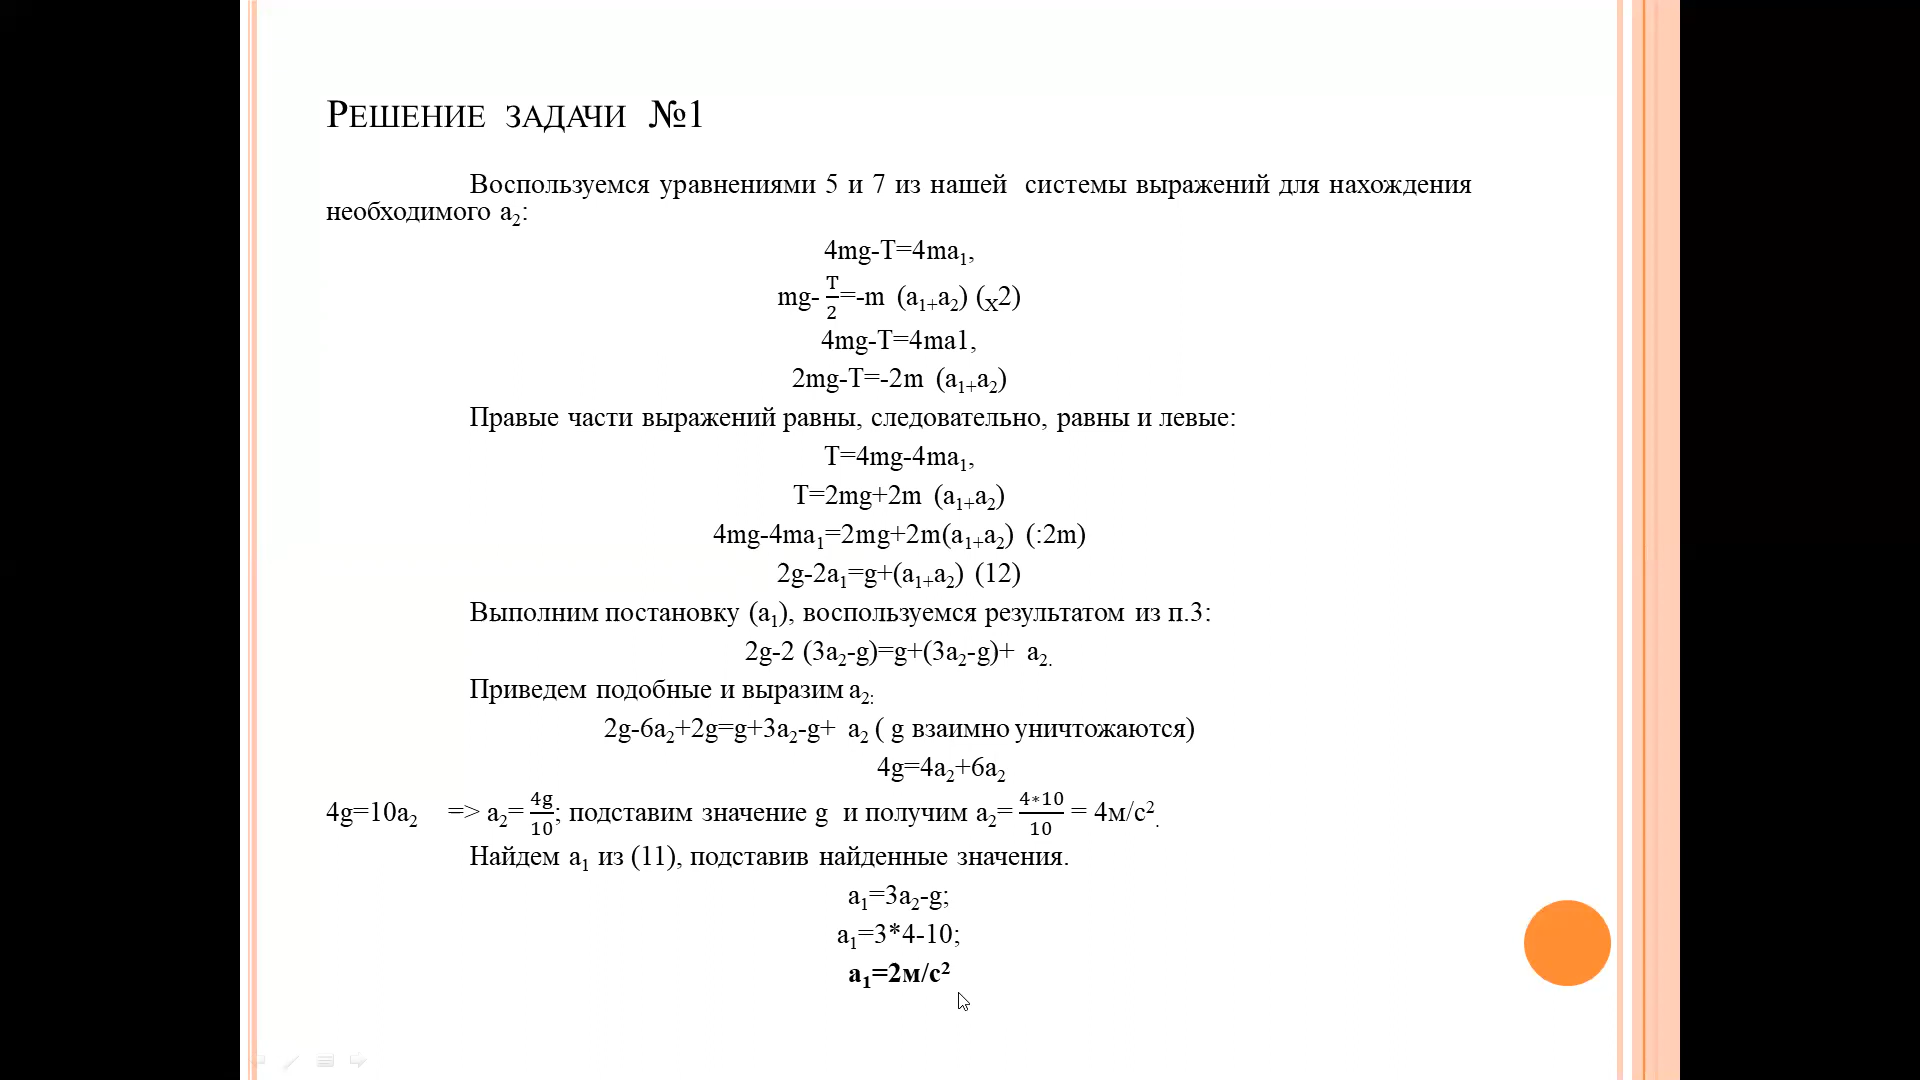 Решение задачи №1
Воспользуемся уравнениями 5 и 7 из нашей системы выражений для нахождения
необходимого a₂:
4mg-T=4ma₁,
mg- T/2=-m (a₁₊a₂) (ₓ2)
4mg-T=4ma1,
2mg-T=-2m (a₁₊a₂)
Правые части выражений равны, следовательно, равны и левые:
T=4mg-4ma₁,
T=2mg+2m (a₁₊a₂)
4mg-4ma₁=2mg+2m(a₁₊a₂) (:2m)
2g-2a₁=g+(a₁₊a₂) (12)
Выполним постановку (a₁), воспользуемся результатом из п.3:
2g-2 (3a₂-g)=g+(3a₂-g)+ a₂.
Приведем подобные и выразим a₂:
2g-6a₂+2g=g+3a₂-g+ a₂ ( g взаимно уничтожаются)
4g=4a₂+6a₂
4g=10a₂ => a₂= 4g/10; подставим значение g и получим a₂= 4*10/10 = 4м/с².
Найдем a₁ из (11), подставив найденные значения.
a₁=3a₂-g;
a₁=3*4-10;
a₁=2м/с²